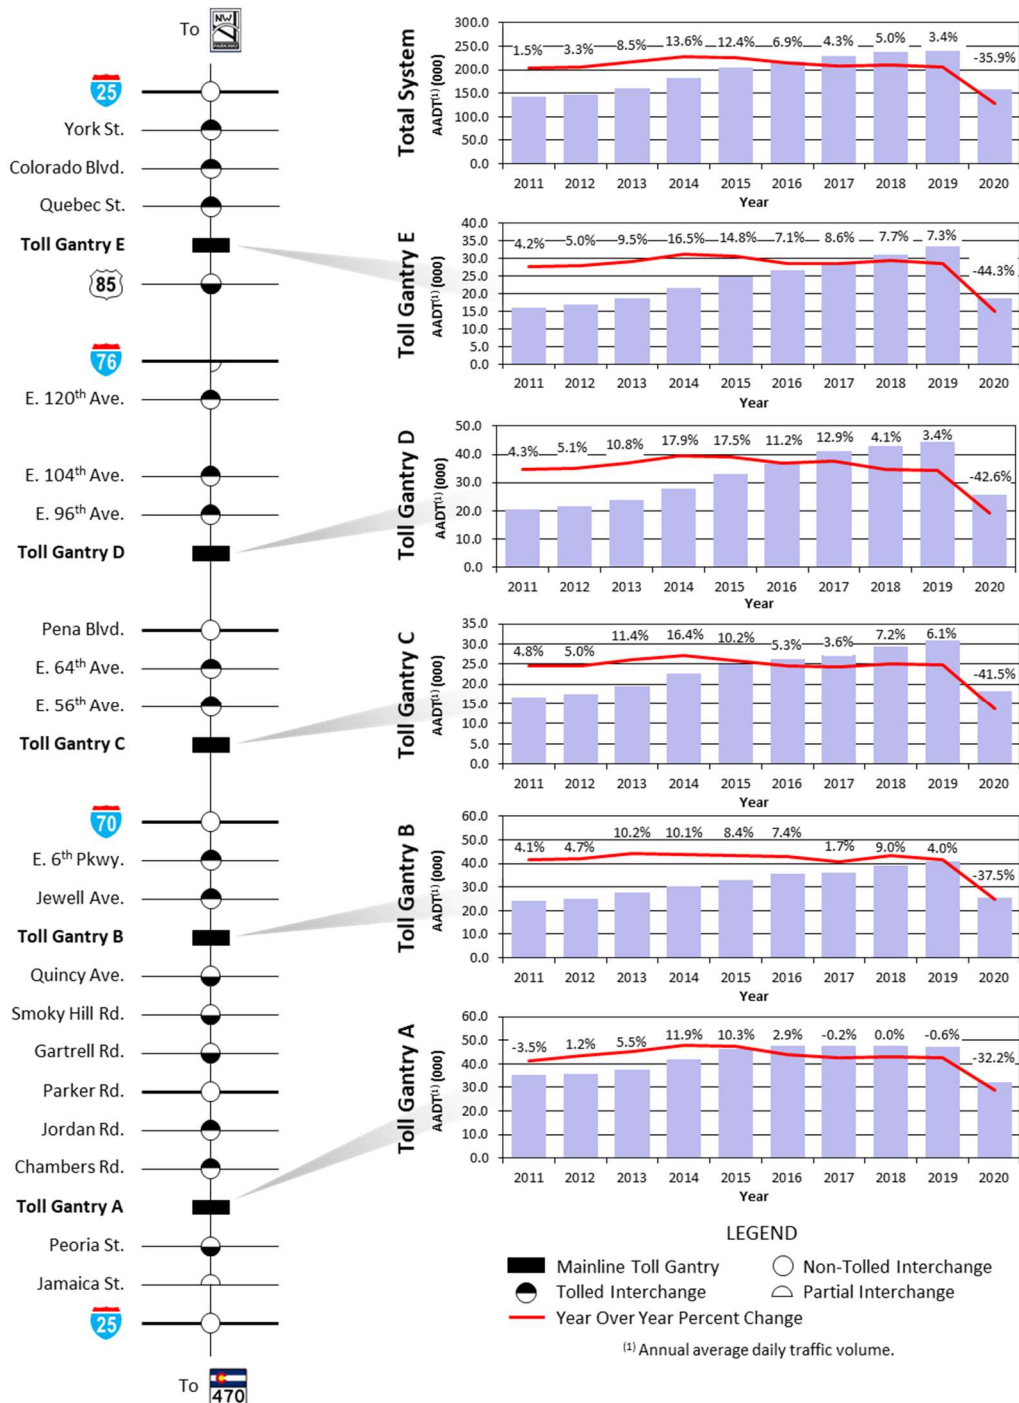 To NW PARKWAY
25
York St.
Colorado Blvd.
Quebec St.
Toll Gantry E
85
76
E. 120th Ave.
E. 104th Ave.
E. 96th Ave.
Toll Gantry D
Pena Blvd.
E. 64th Ave.
E. 56th Ave.
Toll Gantry C
70
E. 6th Pkwy.
Jewell Ave.
Toll Gantry B
Quincy Ave.
Smoky Hill Rd.
Gartrell Rd.
Parker Rd.
Jordan Rd.
Chambers Rd.
Toll Gantry A
Peoria St.
Jamaica St.
25
To 470
Total System
AADT(1) (000)
300.0
250.0
200.0
150.0
100.0
50.0
0.0
1.5% 3.3% 8.5% 13.6% 12.4% 6.9% 4.3% 5.0% 3.4% -35.9%
2011 2012 2013 2014 2015 2016 2017 2018 2019 2020
Year
Toll Gantry E
AADT(1) (000)
40.0
35.0
30.0
25.0
20.0
15.0
10.0
5.0
0.0
4.2% 5.0% 9.5% 16.5% 14.8% 7.1% 8.6% 7.7% 7.3% -44.3%
2011 2012 2013 2014 2015 2016 2017 2018 2019 2020
Year
Toll Gantry D
AADT(1) (000)
50.0
40.0
30.0
20.0
10.0
0.0
4.3% 5.1% 10.8% 17.9% 17.5% 11.2% 12.9% 4.1% 3.4% -42.6%
2011 2012 2013 2014 2015 2016 2017 2018 2019 2020
Year
Toll Gantry C
AADT(1) (000)
35.0
30.0
25.0
20.0
15.0
10.0
5.0
0.0
4.8% 5.0% 11.4% 16.4% 10.2% 5.3% 3.6% 7.2% 6.1% -41.5%
2011 2012 2013 2014 2015 2016 2017 2018 2019 2020
Year
Toll Gantry B
AADT(1) (000)
60.0
50.0
40.0
30.0
20.0
10.0
0.0
4.1% 4.7% 10.2% 10.1% 8.4% 7.4% 1.7% 9.0% 4.0% -37.5%
2011 2012 2013 2014 2015 2016 2017 2018 2019 2020
Year
Toll Gantry A
AADT(1) (000)
60.0
50.0
40.0
30.0
20.0
10.0
0.0
-3.5% 1.2% 5.5% 11.9% 10.3% 2.9% -0.2% 0.0% -0.6% -32.2%
2011 2012 2013 2014 2015 2016 2017 2018 2019 2020
Year
LEGEND
Mainline Toll Gantry
Non-Tolled Interchange
Tolled Interchange
Partial Interchange
Year Over Year Percent Change
(1) Annual average daily traffic volume.